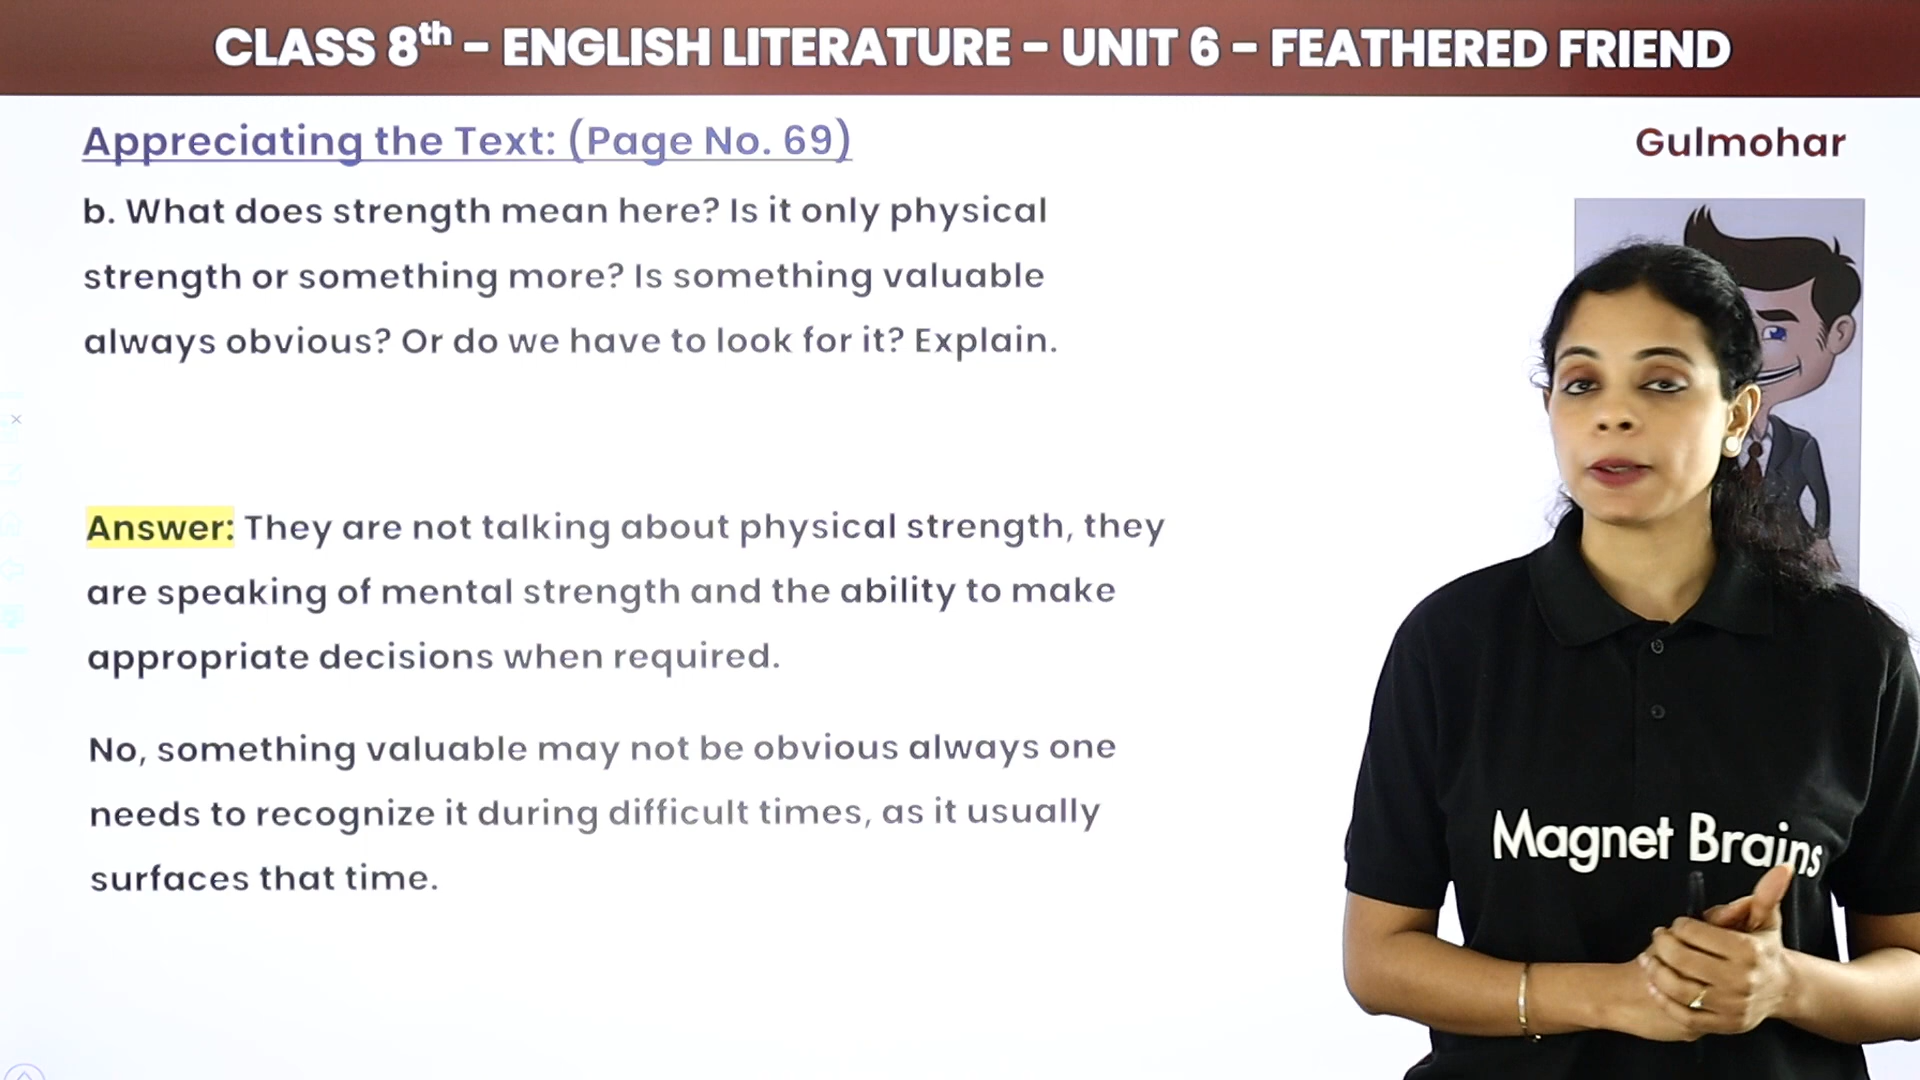 CLASS 8th – ENGLISH LITERATURE – UNIT 6 – FEATHERED FRIEND
Appreciating the Text: (Page No. 69)
Gulmohar
b. What does strength mean here? Is it only physical
strength or something more? Is something valuable
always obvious? Or do we have to look for it? Explain.
Answer: They are not talking about physical strength, they
are speaking of mental strength and the ability to make
appropriate decisions when required.
No, something valuable may not be obvious always one
needs to recognize it during difficult times, as it usually
surfaces that time.
Magnet Brains